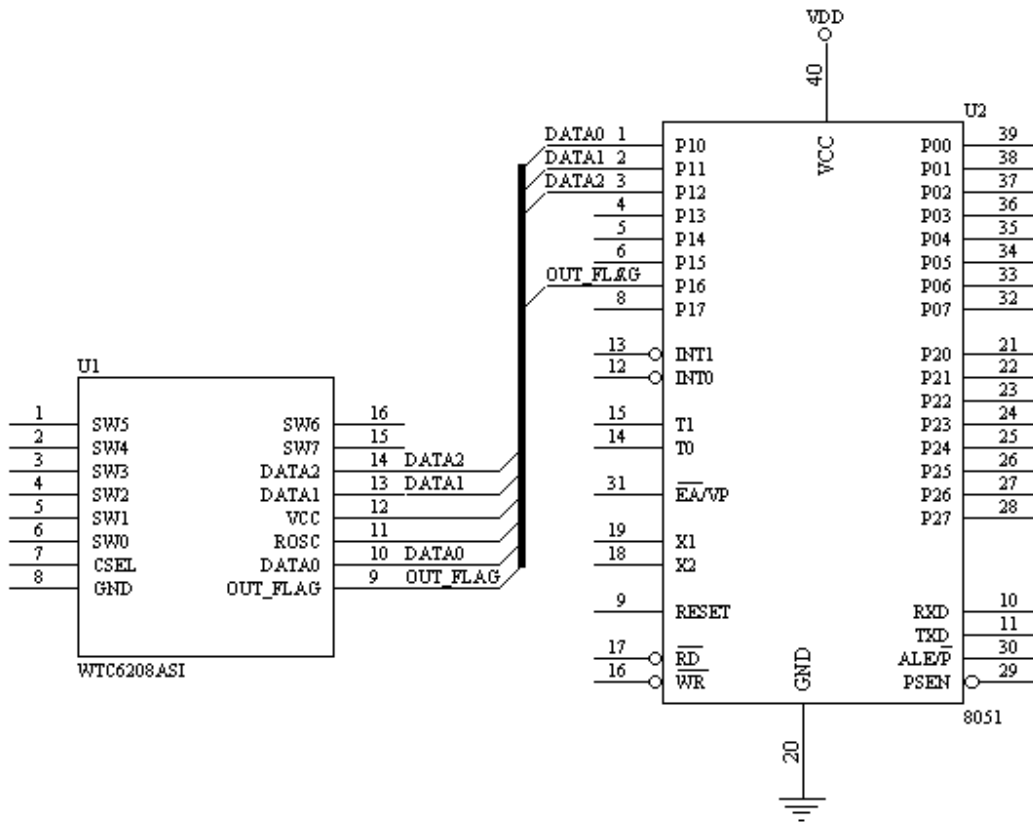 VDD
40
U2
DATA0 1 P10 VCC P00 39
DATA1 2 P11 P01 38
DATA2 3 P12 P02 37
4 P13 P03 36
5 P14 P04 35
6 P15 P05 34
OUT_FLAG P16 P06 33
8 P17 P07 32
13 INT1 P20 21
12 INT0 P21 22
P22 23
15 T1 P23 24
14 T0 P24 25
P25 26
31 EA/VP P26 27
P27 28
19 X1
18 X2
9 RESET RXD 10
TXD 11
17 RD GND ALE/P 30
16 WR PSEN 29
8051
20
U1
1 SW5 SW6 16
2 SW4 SW7 15
3 SW3 DATA2 14 DATA2
4 SW2 DATA1 13 DATA1
5 SW1 VCC 12
6 SW0 ROSC 11
7 CSEL DATA0 10 DATA0
8 GND OUT_FLAG 9 OUT_FLAG
WTC6208ASI